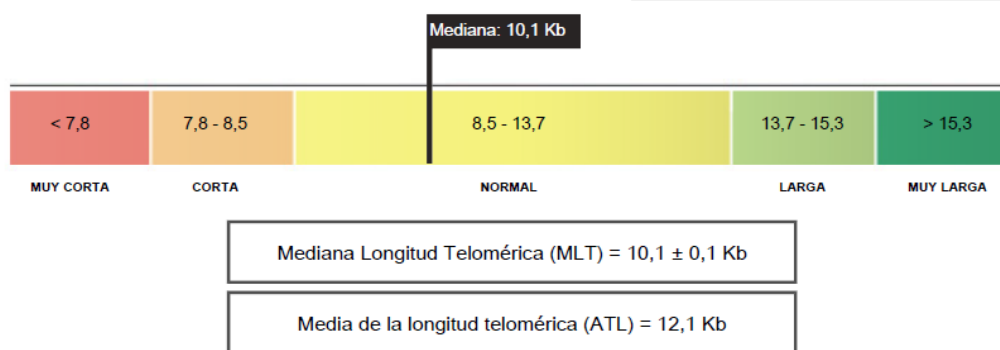 Mediana: 10,1 Kb
< 7,8
7,8 - 8,5
8,5 - 13,7
13,7 - 15,3
> 15,3
MUY CORTA
CORTA
NORMAL
LARGA
MUY LARGA
Mediana Longitud Telomérica (MLT) = 10,1 ± 0,1 Kb
Media de la longitud telomérica (ATL) = 12,1 Kb